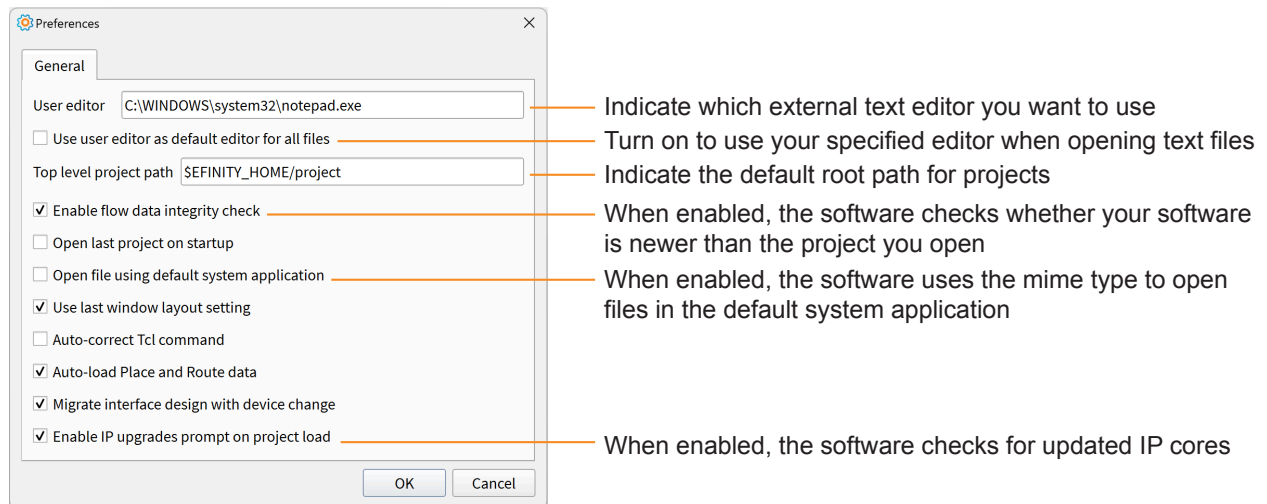 Preferences
General
User editor C:\WINDOWS\system32\notepad.exe
Indicate which external text editor you want to use
Use user editor as default editor for all files
Turn on to use your specified editor when opening text files
Top level project path $EFINITY_HOME/project
Indicate the default root path for projects
Enable flow data integrity check
When enabled, the software checks whether your software
is newer than the project you open
Open last project on startup
Open file using default system application
When enabled, the software uses the mime type to open
files in the default system application
Use last window layout setting
Auto-correct Tcl command
Auto-load Place and Route data
Migrate interface design with device change
Enable IP upgrades prompt on project load
When enabled, the software checks for updated IP cores
OK Cancel